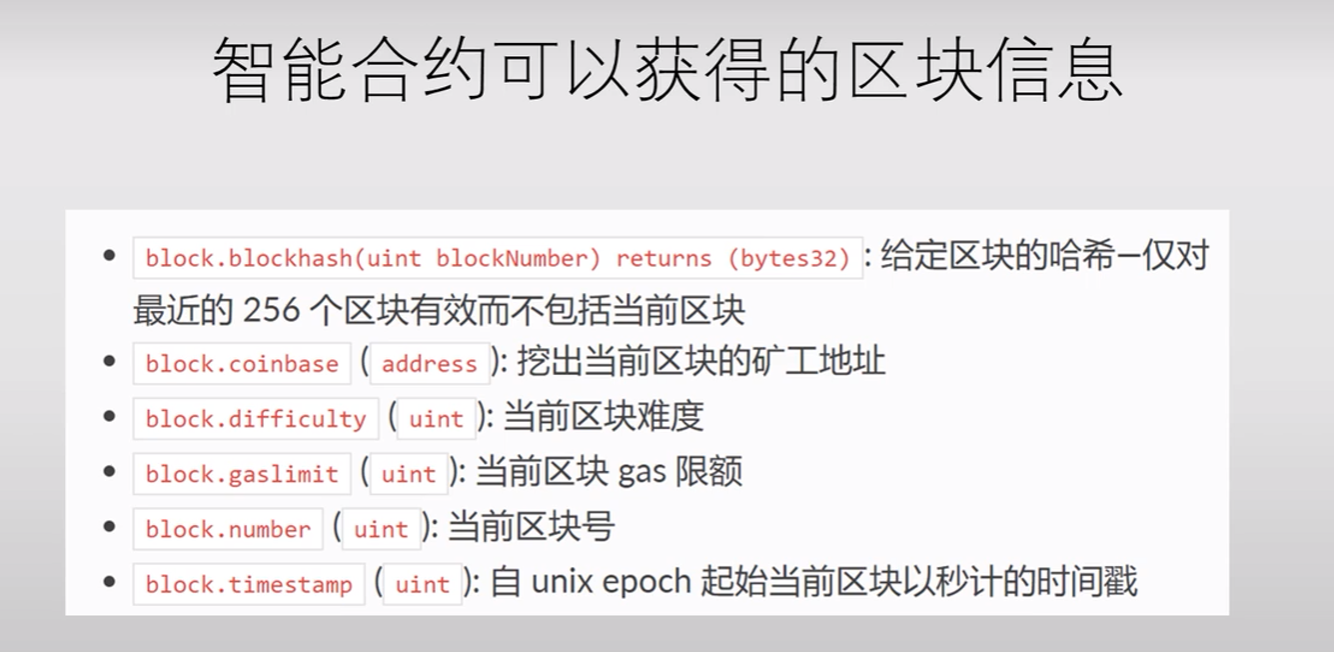 智能合约可以获得的区块信息
• block.blockhash(uint blockNumber) returns (bytes32) : 给定区块的哈希—仅对
最近的 256 个区块有效而不包括当前区块
• block.coinbase ( address ): 挖出当前区块的矿工地址
• block.difficulty ( uint ): 当前区块难度
• block.gaslimit ( uint ): 当前区块 gas 限额
• block.number ( uint ): 当前区块号
• block.timestamp ( uint ): 自 unix epoch 起始当前区块以秒计的时间戳